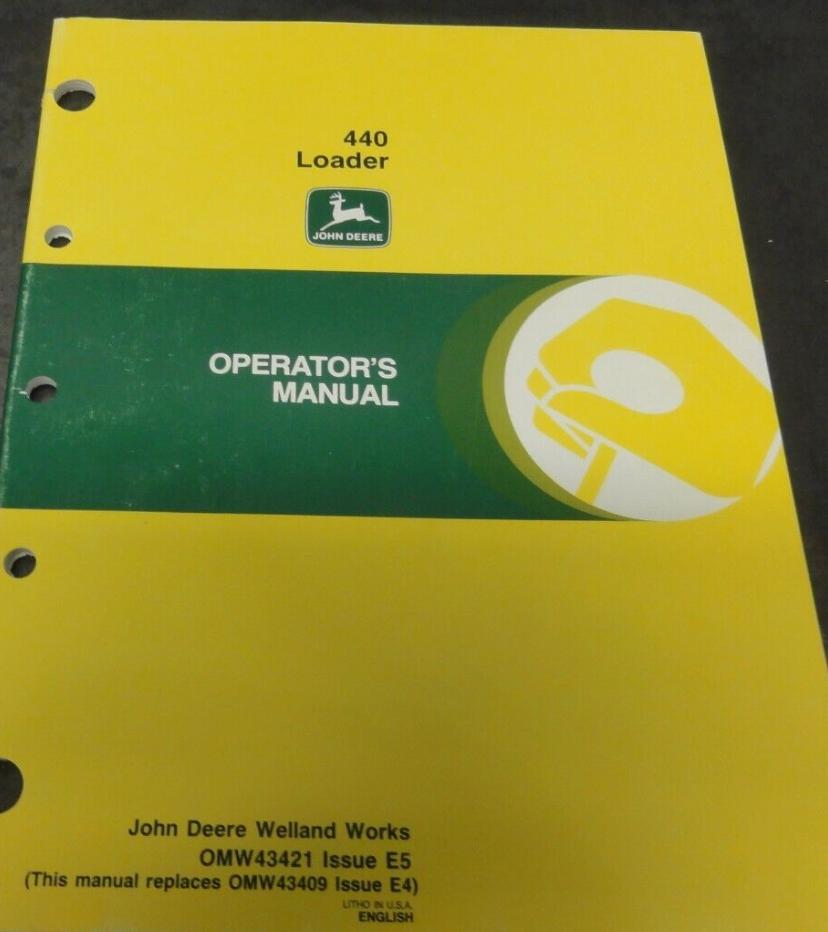 440
Loader
JOHN DEERE
OPERATOR'S
MANUAL
John Deere Welland Works
OMW43421 Issue E5
(This manual replaces OMW43409 Issue E4)
LITHO IN U.S.A.
ENGLISH